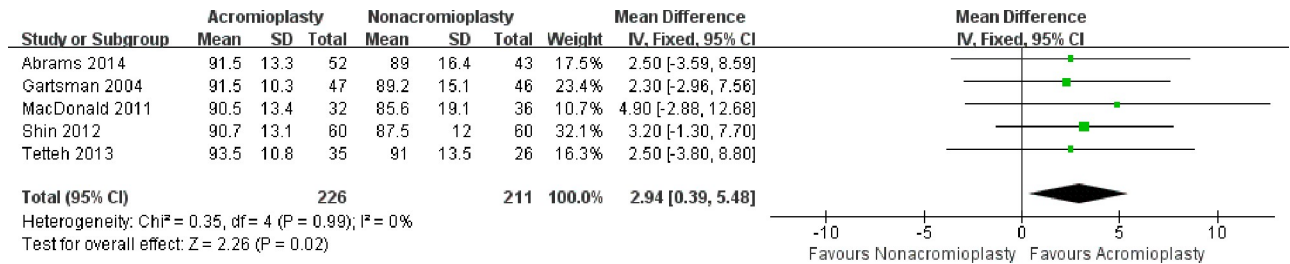 Acromioplasty Nonacromioplasty Mean Difference Mean Difference
Study or Subgroup Mean SD Total Mean SD Total Weight IV, Fixed, 95% CI IV, Fixed, 95% CI
Abrams 2014 91.5 13.3 52 89 16.4 43 17.5% 2.50 [-3.59, 8.59]
Gartsman 2004 91.5 10.3 47 89.2 15.1 46 23.4% 2.30 [-2.96, 7.56]
MacDonald 2011 90.5 13.4 32 85.6 19.1 36 10.7% 4.90 [-2.88, 12.68]
Shin 2012 90.7 13.1 60 87.5 12 60 32.1% 3.20 [-1.30, 7.70]
Tetteh 2013 93.5 10.8 35 91 13.5 26 16.3% 2.50 [-3.80, 8.80]
Total (95% CI) 226 211 100.0% 2.94 [0.39, 5.48]
Heterogeneity: Chi² = 0.35, df = 4 (P = 0.99); I² = 0%
Test for overall effect: Z = 2.26 (P = 0.02)
-10 -5 0 5 10
Favours Nonacromioplasty Favours Acromioplasty